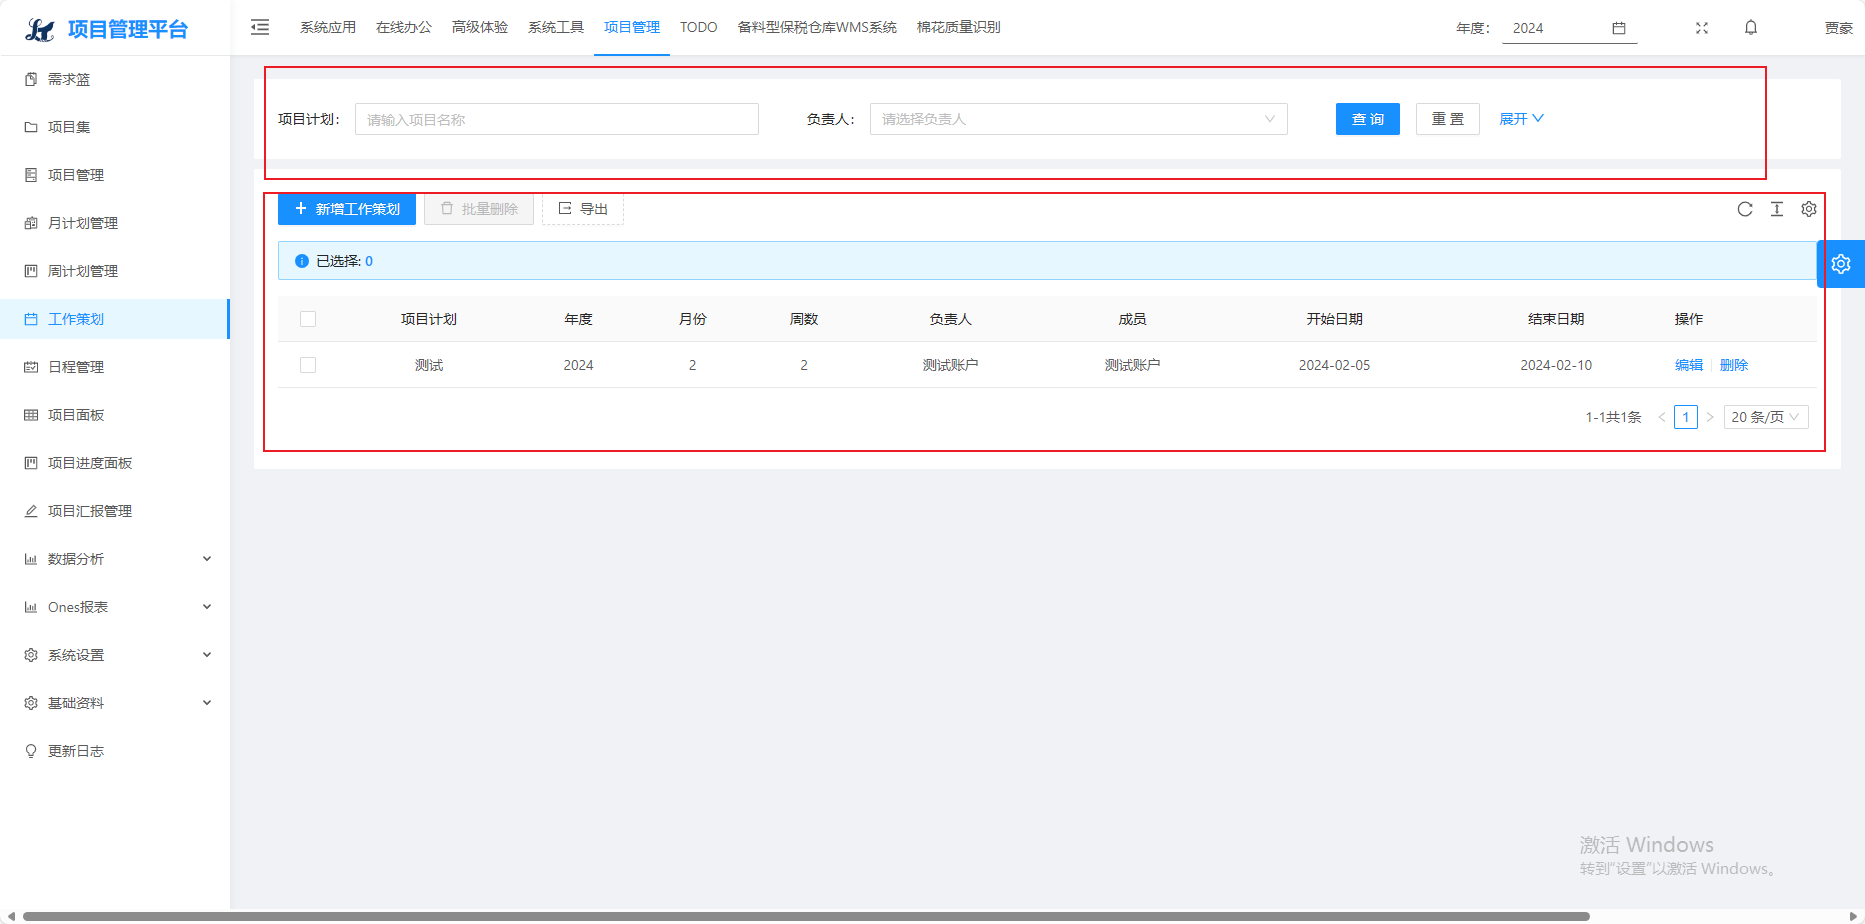 项目管理平台
系统应用 在线办公 高级体验 系统工具 项目管理 TODO 备料型保税仓库WMS系统 棉花质量识别 年度： 2024 贾豪
需求篮
项目集
项目管理
月计划管理
周计划管理
工作策划
日程管理
项目面板
项目进度面板
项目汇报管理
数据分析
Ones报表
系统设置
基础资料
更新日志
项目计划： 请输入项目名称 负责人： 请选择负责人 查 询 重 置 展开
新增工作策划 批量删除 导出
已选择: 0
项目计划 年度 月份 周数 负责人 成员 开始日期 结束日期 操作
测试 2024 2 2 测试账户 测试账户 2024-02-05 2024-02-10 编辑 删除
1-1共1条 < 1 > 20 条/页
激活 Windows
转到"设置"以激活 Windows。